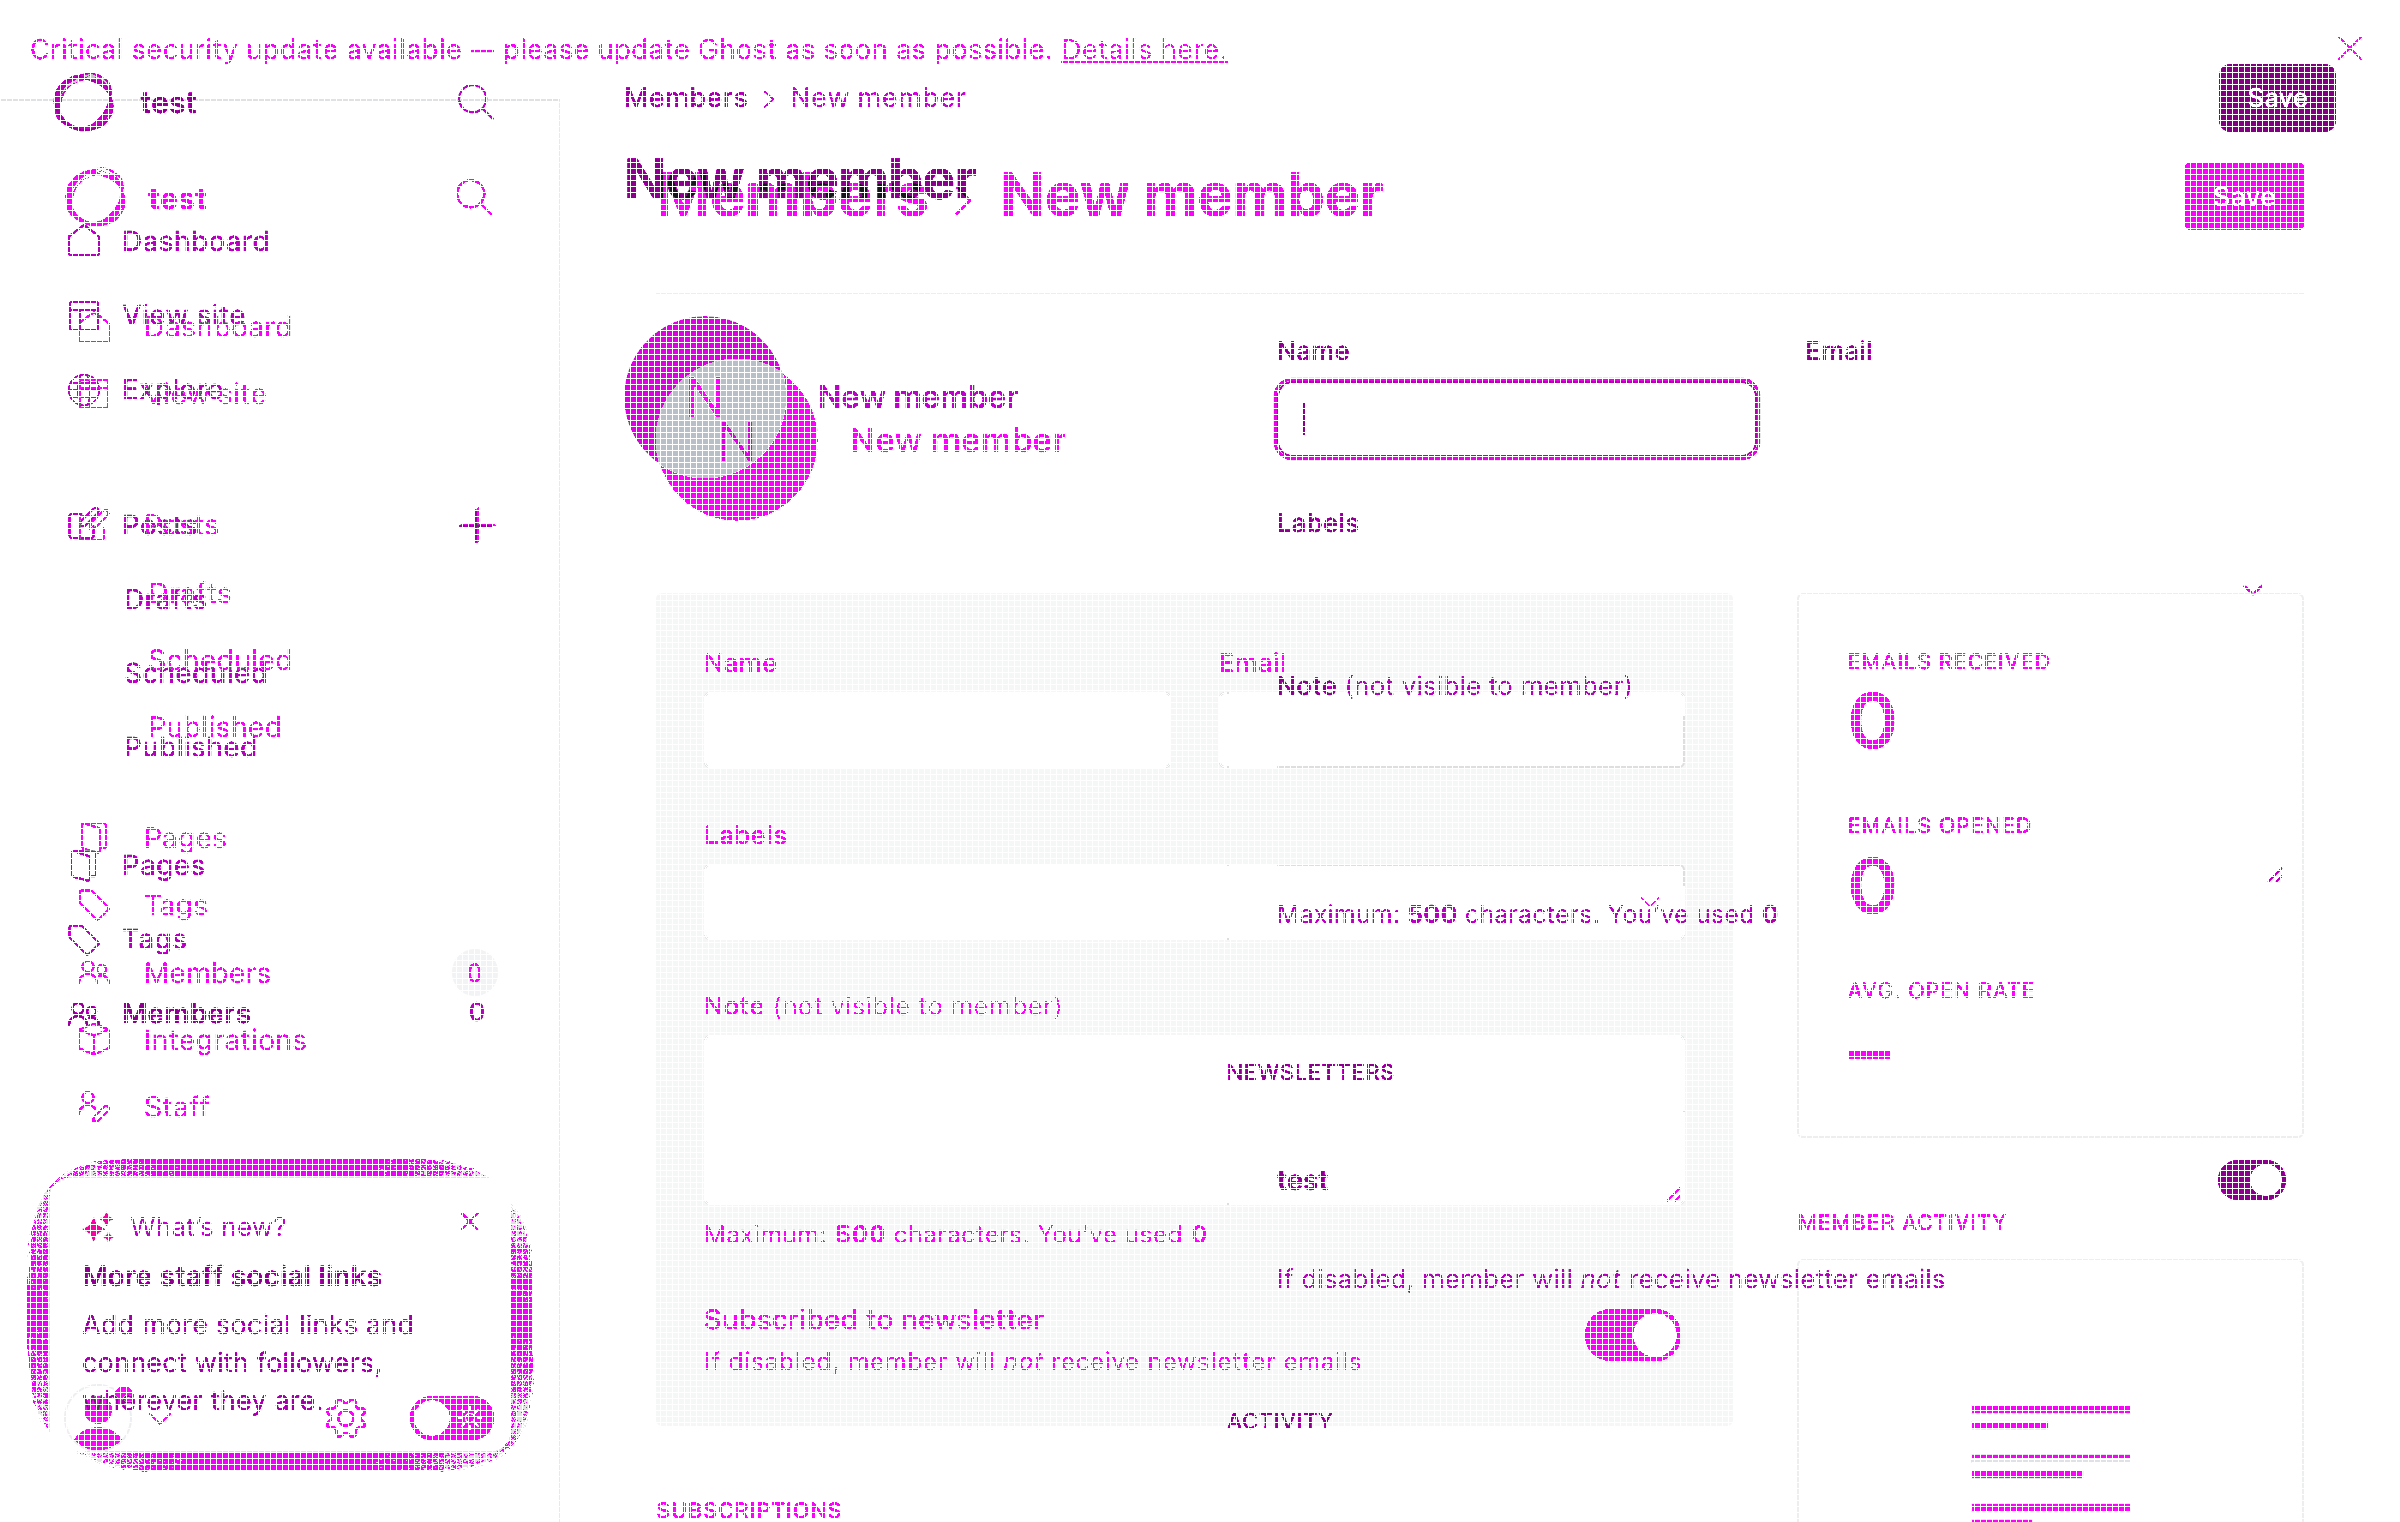 Critical security update available — please update Ghost as soon as possible. Details here.
test
Members > New member
Save
New member
Members > New member
Save
test
Dashboard
View site
Dashboard
Explore
View site
N
New member
N
New member
Name
Email
Labels
Posts
Posts
Drafts
Drafts
Scheduled
Scheduled
Published
Published
Name
Email
Note (not visible to member)
EMAILS RECEIVED
0
Labels
EMAILS OPENED
0
Pages
Pages
Tags
Maximum: 500 characters. You've used 0
Tags
Members 0
Note (not visible to member)
AVG. OPEN RATE
–
Members 0
Integrations
NEWSLETTERS
Staff
test
MEMBER ACTIVITY
What's new?
Maximum: 500 characters. You've used 0
More staff social links
If disabled, member will not receive newsletter emails
Add more social links and
connect with followers,
wherever they are.
Subscribed to newsletter
If disabled, member will not receive newsletter emails
ACTIVITY
SUBSCRIPTIONS